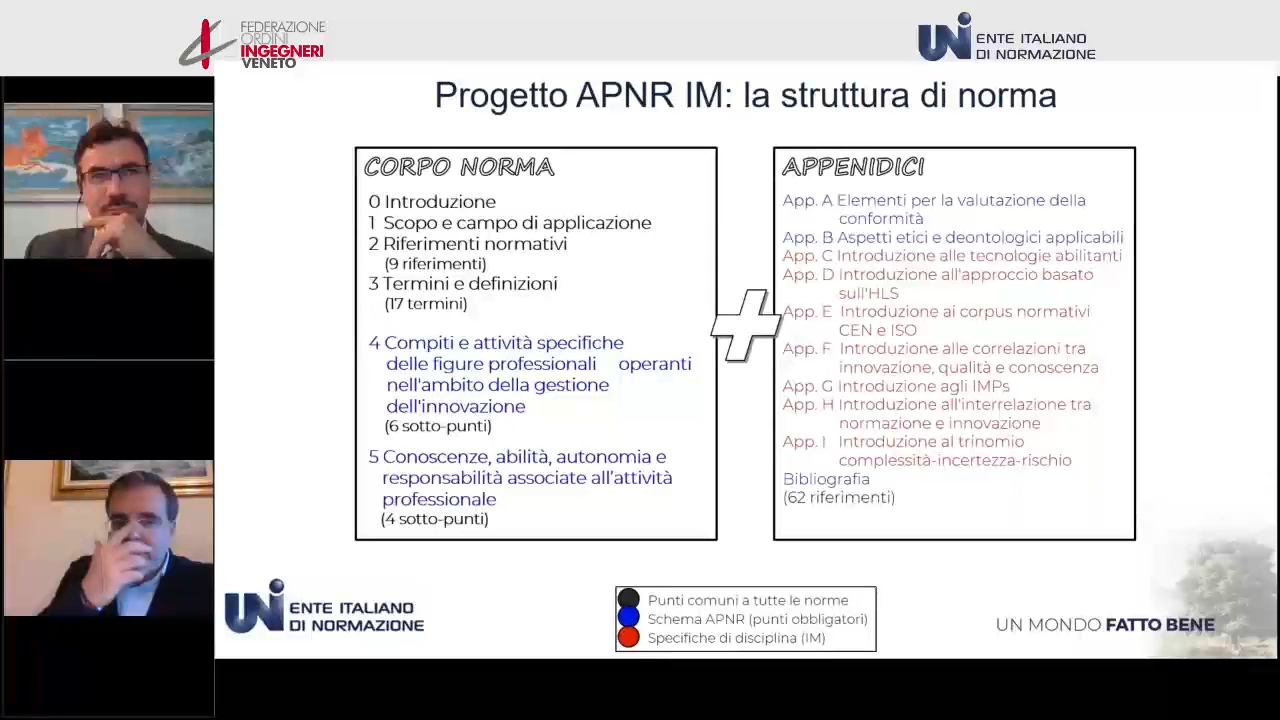 FEDERAZIONE
ORDINI
INGEGNERI
VENETO
UNI ENTE ITALIANO
DI NORMAZIONE
Progetto APNR IM: la struttura di norma
CORPO NORMA
0 Introduzione
1 Scopo e campo di applicazione
2 Riferimenti normativi
(9 riferimenti)
3 Termini e definizioni
(17 termini)
4 Compiti e attività specifiche
delle figure professionali operanti
nell'ambito della gestione
dell'innovazione
(6 sotto-punti)
5 Conoscenze, abilità, autonomia e
responsabilità associate all'attività
professionale
(4 sotto-punti)
APPENIDICI
App. A Elementi per la valutazione della
conformità
App. B Aspetti etici e deontologici applicabili
App. C Introduzione alle tecnologie abilitanti
App. D Introduzione all'approccio basato
sull'HLS
App. E Introduzione ai corpus normativi
CEN e ISO
App. F Introduzione alle correlazioni tra
innovazione, qualità e conoscenza
App. G Introduzione agli IMPs
App. H Introduzione all'interrelazione tra
normazione e innovazione
App. I Introduzione al trinomio
complessità-incertezza-rischio
Bibliografia
(62 riferimenti)
UNI ENTE ITALIANO
DI NORMAZIONE
Punti comuni a tutte le norme
Schema APNR (punti obbligatori)
Specifiche di disciplina (IM)
UN MONDO FATTO BENE